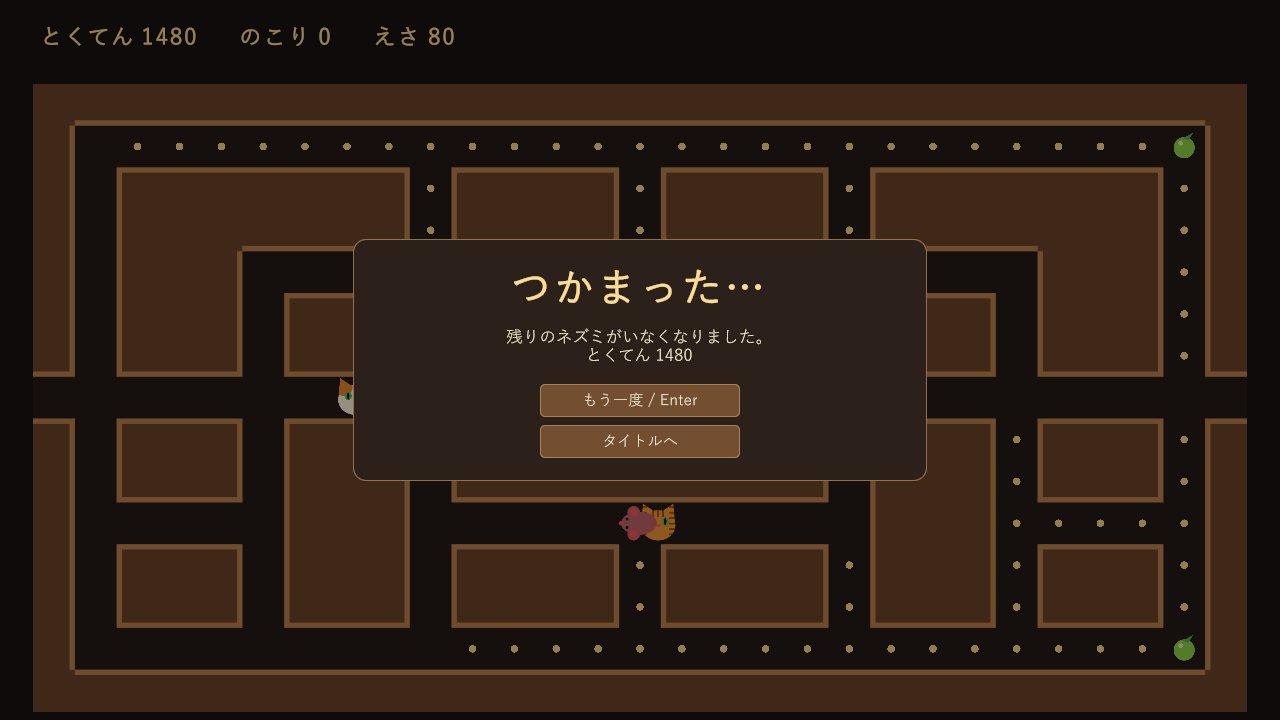 とくてん 1480 のこり 0 えさ 80
つかまった…
残りのネズミがいなくなりました。
とくてん 1480
もう一度 / Enter
タイトルへ